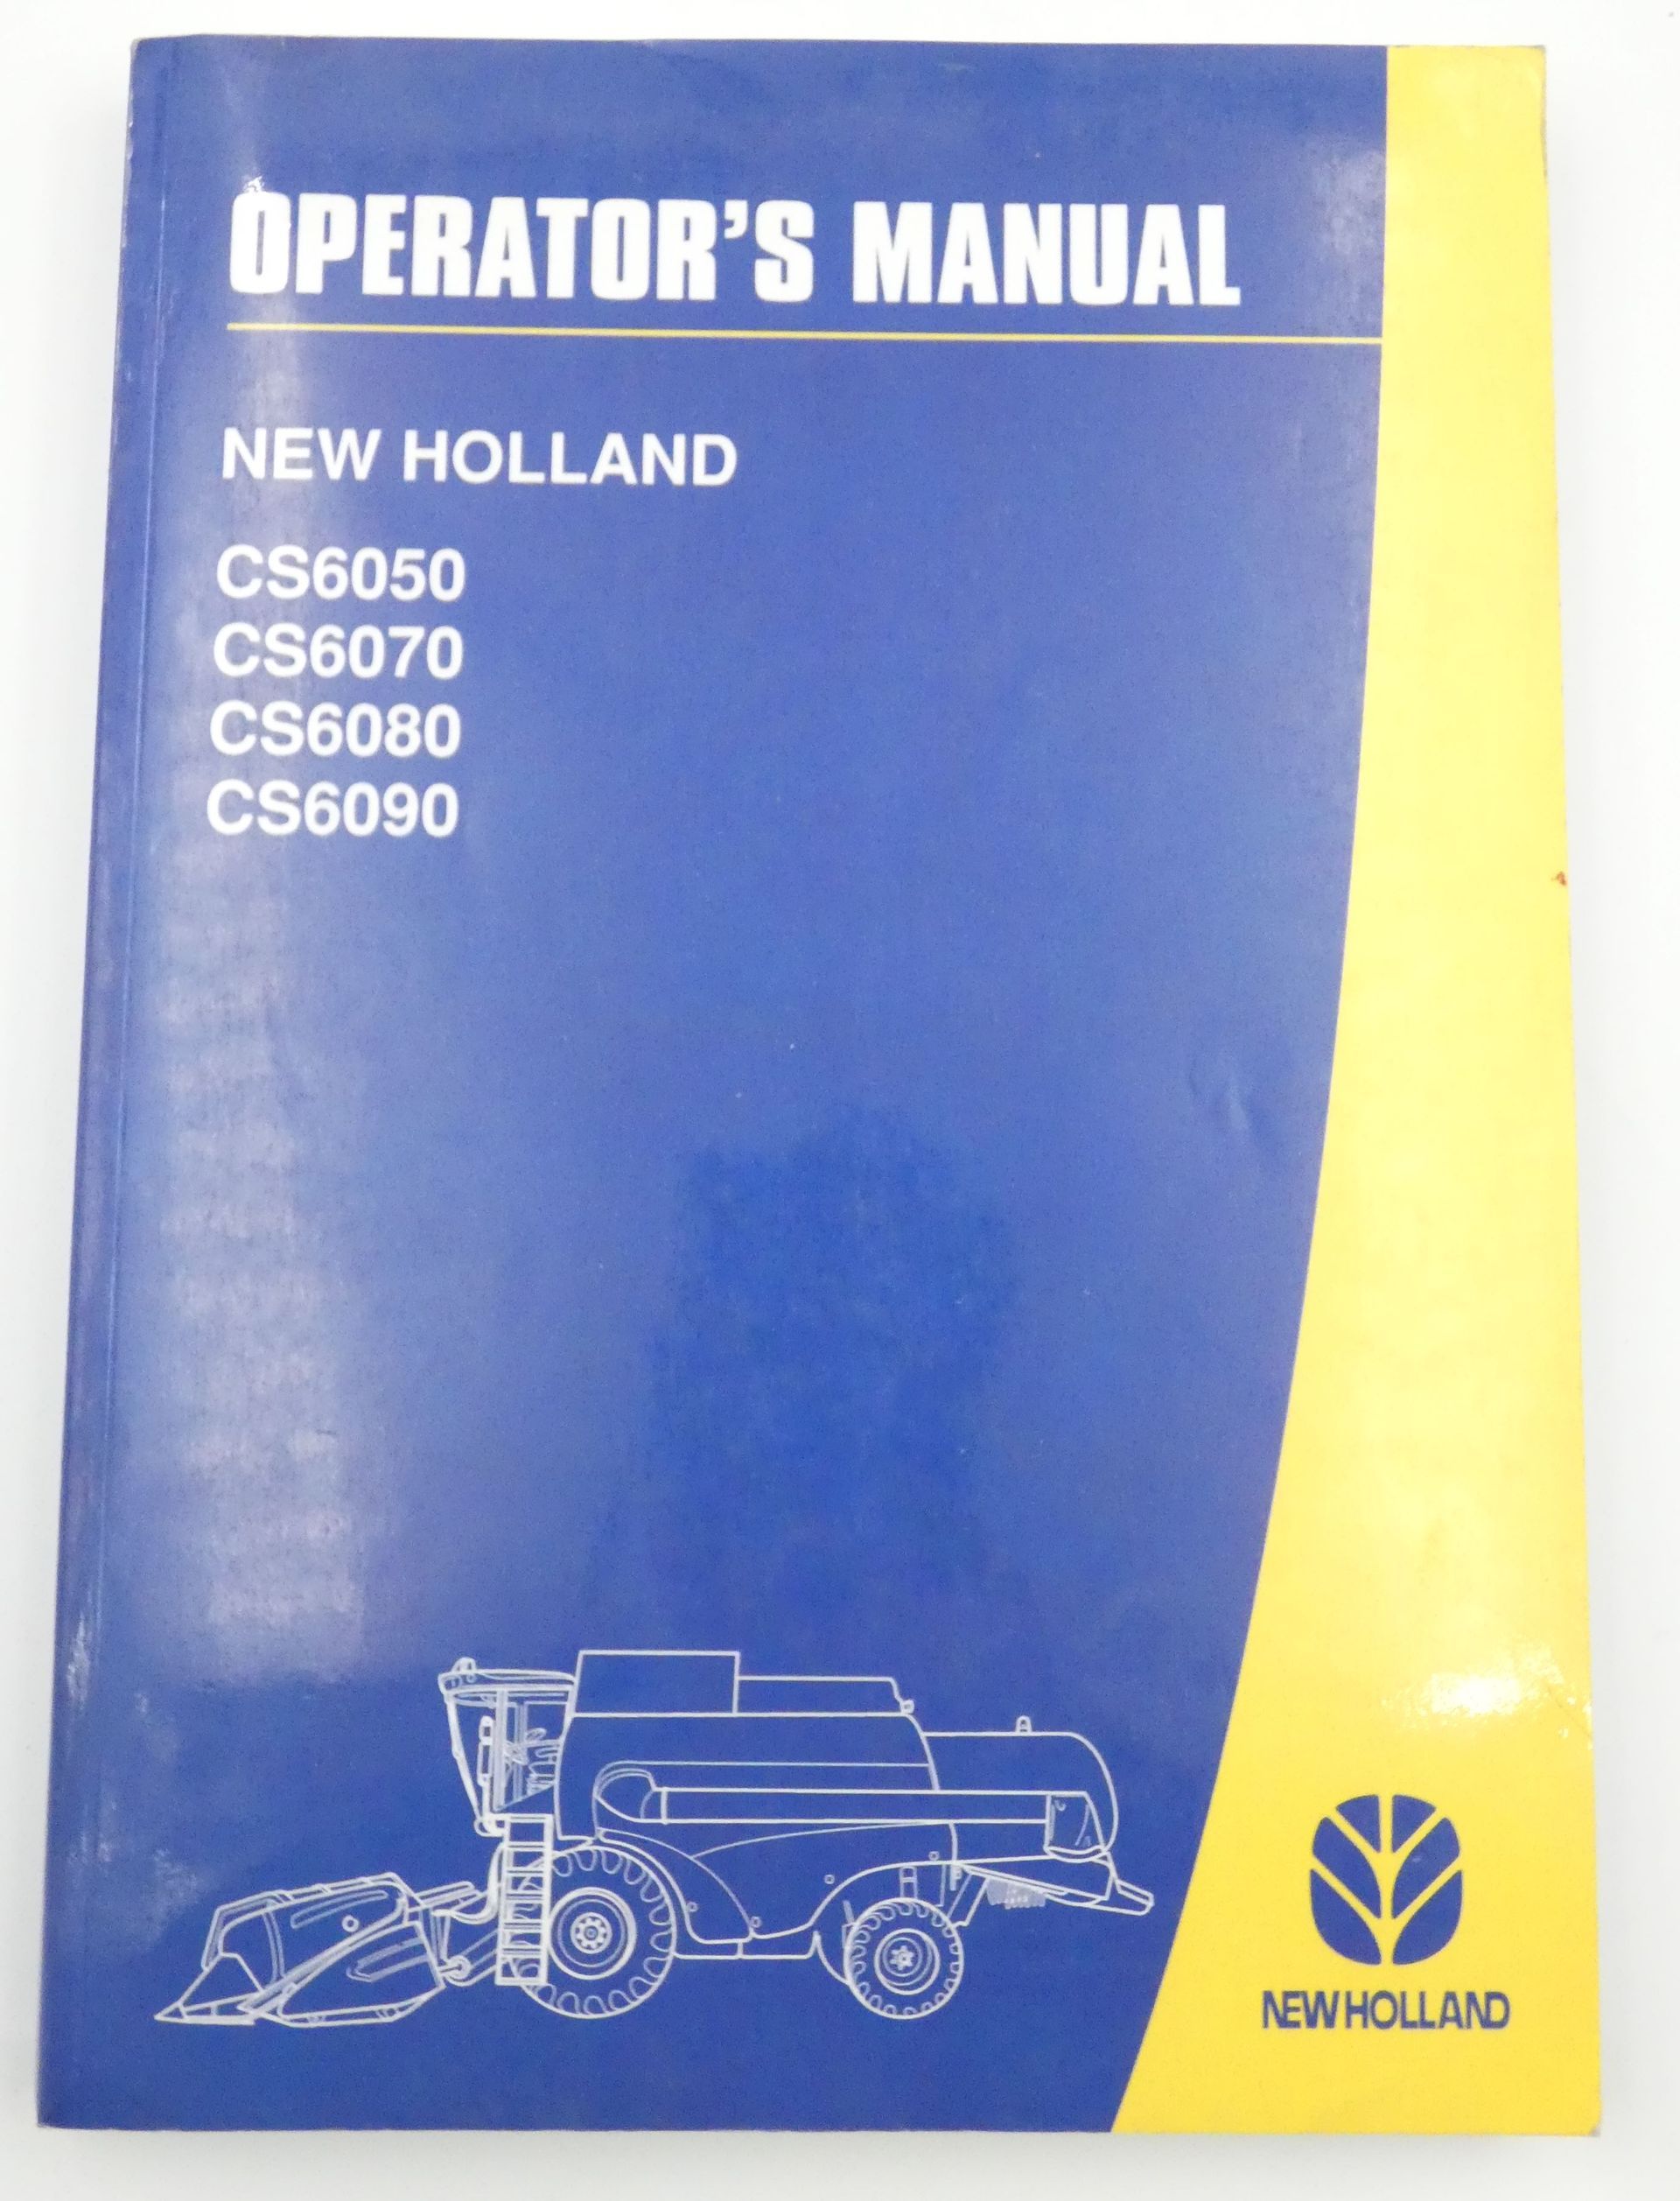 OPERATOR'S MANUAL
NEW HOLLAND
CS6050
CS6070
CS6080
CS6090
NEW HOLLAND